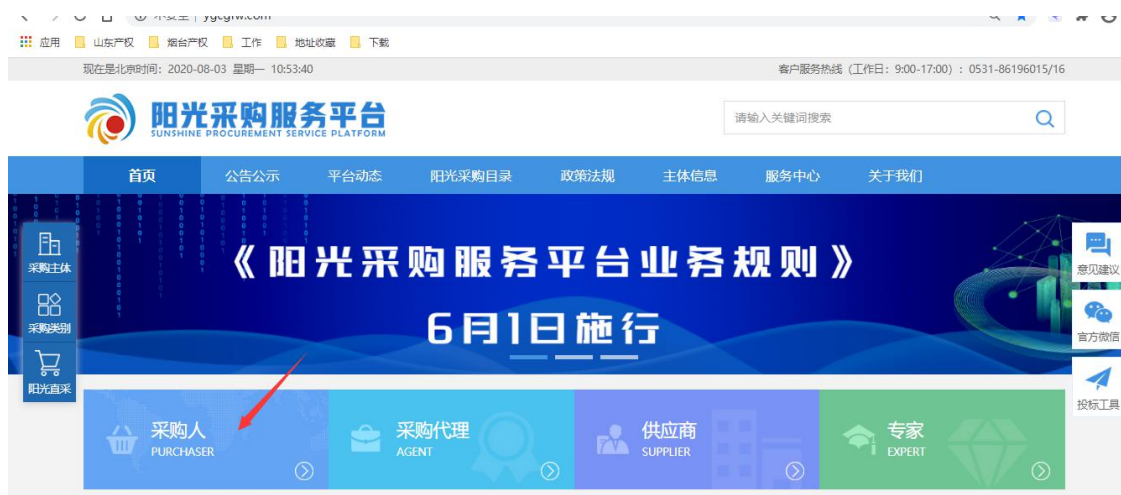 ygcgfw.com
应用 山东产权 烟台产权 工作 地址收藏 下载
现在是北京时间：2020-08-03 星期一 10:53:40 客户服务热线（工作日：9:00-17:00）：0531-86196015/16
阳光采购服务平台
SUNSHINE PROCUREMENT SERVICE PLATFORM
请输入关键词搜索
首页 公告公示 平台动态 阳光采购目录 政策法规 主体信息 服务中心 关于我们
《阳光采购服务平台业务规则》
6月1日施行
采购主体
采购类别
阳光直采
意见建议
官方微信
投标工具
采购人
PURCHASER
采购代理
AGENT
供应商
SUPPLIER
专家
EXPERT